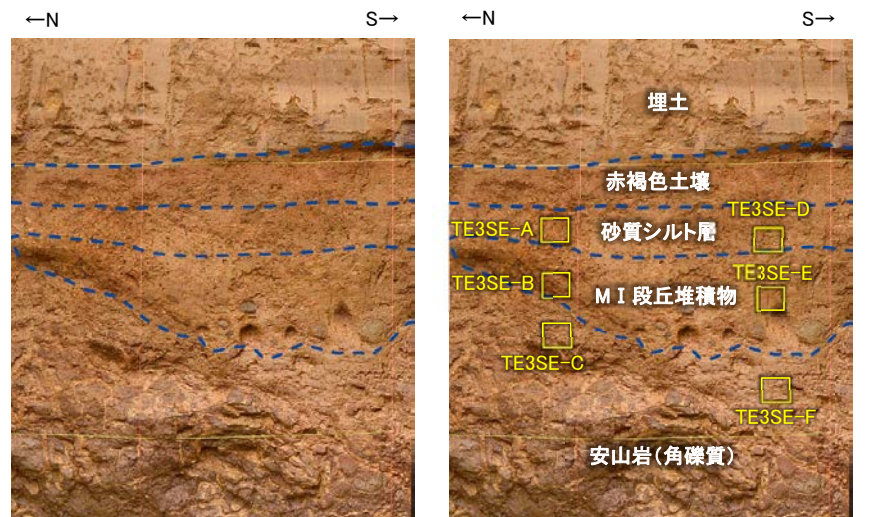 ←N
S→
←N
S→
埋土
赤褐色土壌
TE3SE-D
TE3SE-A
砂質シルト層
TE3SE-E
TE3SE-B
MⅠ段丘堆積物
TE3SE-C
TE3SE-F
安山岩(角礫質)